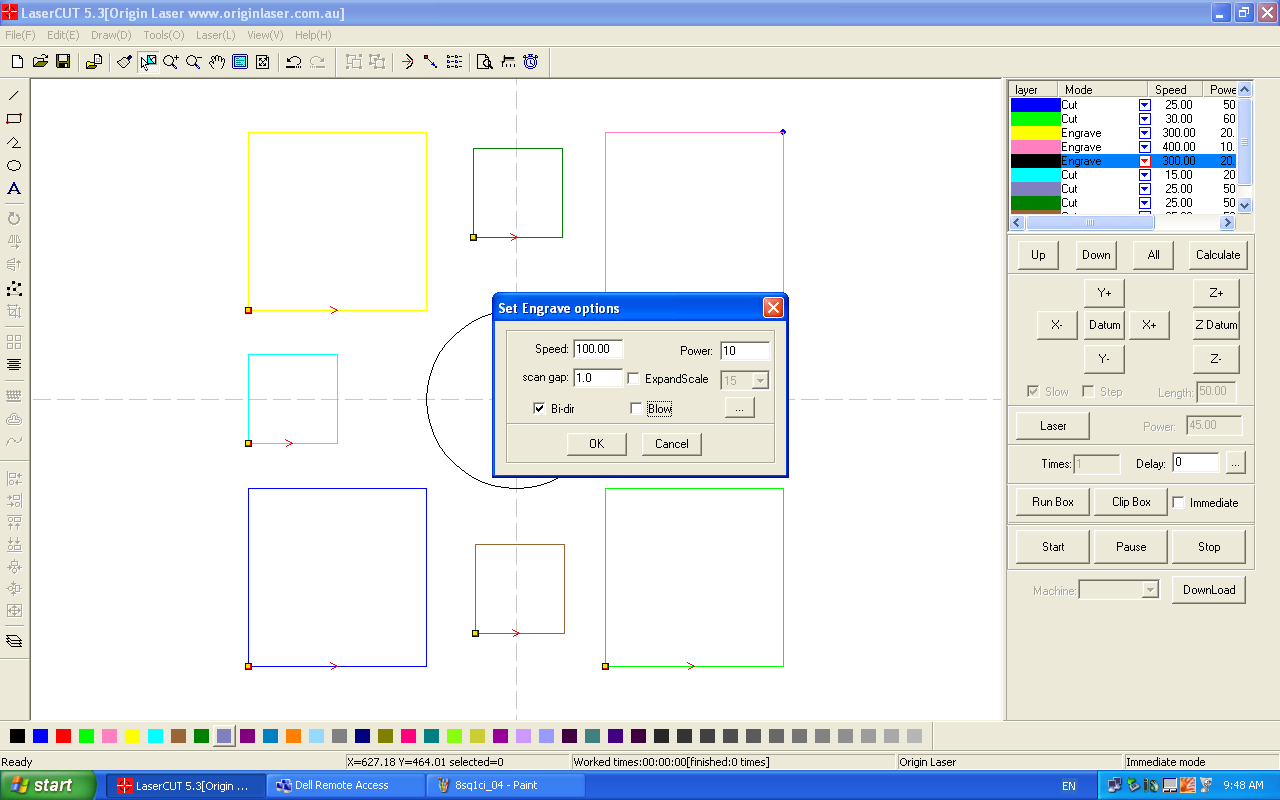 LaserCUT 5.3[Origin Laser www.originlaser.com.au]
File(F) Edit(E) Draw(D) Tools(O) Laser(L) View(V) Help(H)
layer Mode Speed Powe
Cut 25.00 50
Cut 30.00 60
Engrave 300.00 20.
Engrave 400.00 10.
Engrave 300.00 20.
Cut 15.00 20
Cut 25.00 50
Cut 25.00 50
Up Down All Calculate
Y+ Z+
X- Datum X+ Z Datum
Y- Z-
Slow Step Length: 50.00
Laser Power: 45.00
Times: 1 Delay: 0 ...
Run Box Clip Box Immediate
Start Pause Stop
Machine: DownLoad
Set Engrave options
Speed: 100.00 Power: 10
scan gap: 1.0 ExpandScale 15
Bi-dir Blow ...
OK Cancel
A
Ready X=627.18 Y=464.01 selected=0 Worked times:00:00:00[finished:0 times] Origin Laser Immediate mode
start LaserCUT 5.3[Origin ... Dell Remote Access 8sq1ci_04 - Paint EN 9:48 AM